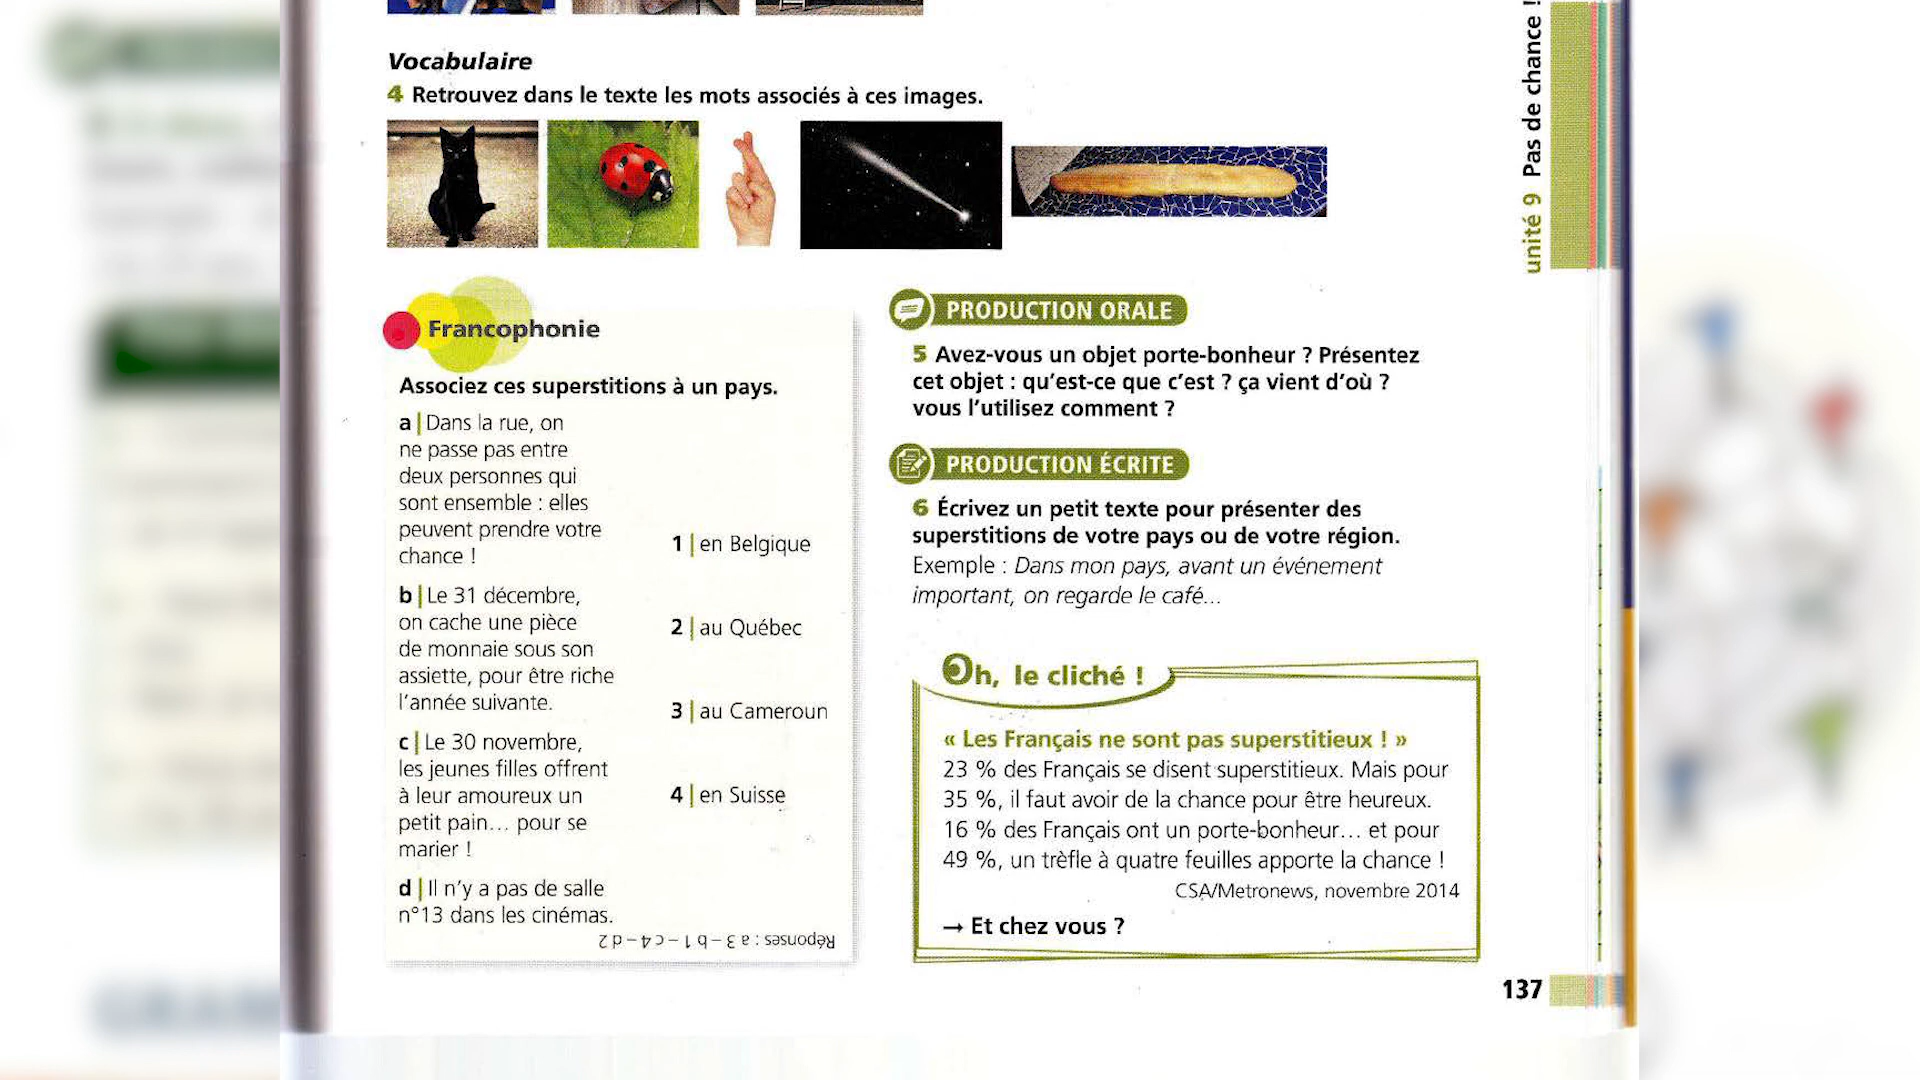 Vocabulaire
4 Retrouvez dans le texte les mots associés à ces images.
Francophonie
Associez ces superstitions à un pays.
a | Dans la rue, on
ne passe pas entre
deux personnes qui
sont ensemble : elles
peuvent prendre votre
chance !
b | Le 31 décembre,
on cache une pièce
de monnaie sous son
assiette, pour être riche
l'année suivante.
c | Le 30 novembre,
les jeunes filles offrent
à leur amoureux un
petit pain... pour se
marier !
d | Il n'y a pas de salle
n°13 dans les cinémas.
1 | en Belgique
2 | au Québec
3 | au Cameroun
4 | en Suisse
Réponses : a 3 – b 1 – c 4 – d 2
PRODUCTION ORALE
5 Avez-vous un objet porte-bonheur ? Présentez
cet objet : qu'est-ce que c'est ? ça vient d'où ?
vous l'utilisez comment ?
PRODUCTION ÉCRITE
6 Écrivez un petit texte pour présenter des
superstitions de votre pays ou de votre région.
Exemple : Dans mon pays, avant un événement
important, on regarde le café...
Oh, le cliché !
« Les Français ne sont pas superstitieux ! »
23 % des Français se disent superstitieux. Mais pour
35 %, il faut avoir de la chance pour être heureux.
16 % des Français ont un porte-bonheur... et pour
49 %, un trèfle à quatre feuilles apporte la chance !
CSA/Metronews, novembre 2014
→ Et chez vous ?
unité 9 Pas de chance !
137